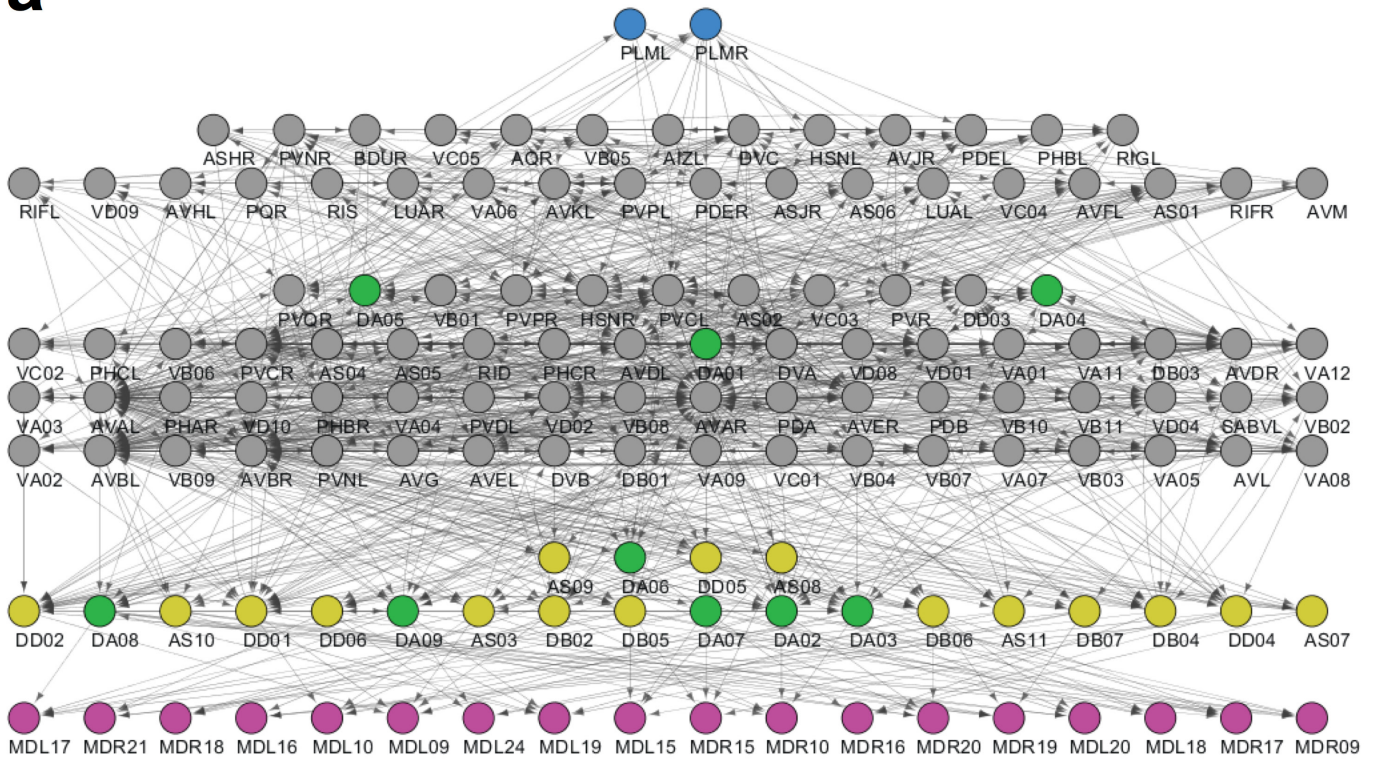 a
PLML PLMR
ASHR PVNR BDUR VC05 AQR VB05 AIZL DVC HSNL AVJR PDEL PHBL RIGL
RIFL VD09 AVHL PQR RIS LUAR VA06 AVKL PVPL PDER ASJR AS06 LUAL VC04 AVFL AS01 RIFR AVM
PVQR DA05 VB01 PVPR HSNR PVCL AS02 VC03 PVR DD03 DA04
VC02 PHCL VB06 PVCR AS04 AS05 RID PHCR AVDL DA01 DVA VD08 VD01 VA01 VA11 DB03 AVDR VA12
VA03 AVAL PHAR VD10 PHBR VA04 PVDL VD02 VB08 AVAR PDA AVER PDB VB10 VB11 VD04 SABVL VB02
VA02 AVBL VB09 AVBR PVNL AVG AVEL DVB DB01 VA09 VC01 VB04 VB07 VA07 VB03 VA05 AVL VA08
AS09 DA06 DD05 AS08
DD02 DA08 AS10 DD01 DD06 DA09 AS03 DB02 DB05 DA07 DA02 DA03 DB06 AS11 DB07 DB04 DD04 AS07
MDL17 MDR21 MDR18 MDL16 MDL10 MDL09 MDL24 MDL19 MDL15 MDR15 MDR10 MDR16 MDR20 MDR19 MDL20 MDL18 MDR17 MDR09